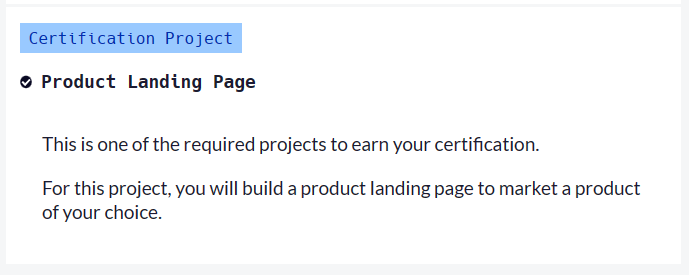 Certification Project
Product Landing Page
This is one of the required projects to earn your certification.
For this project, you will build a product landing page to market a product
of your choice.